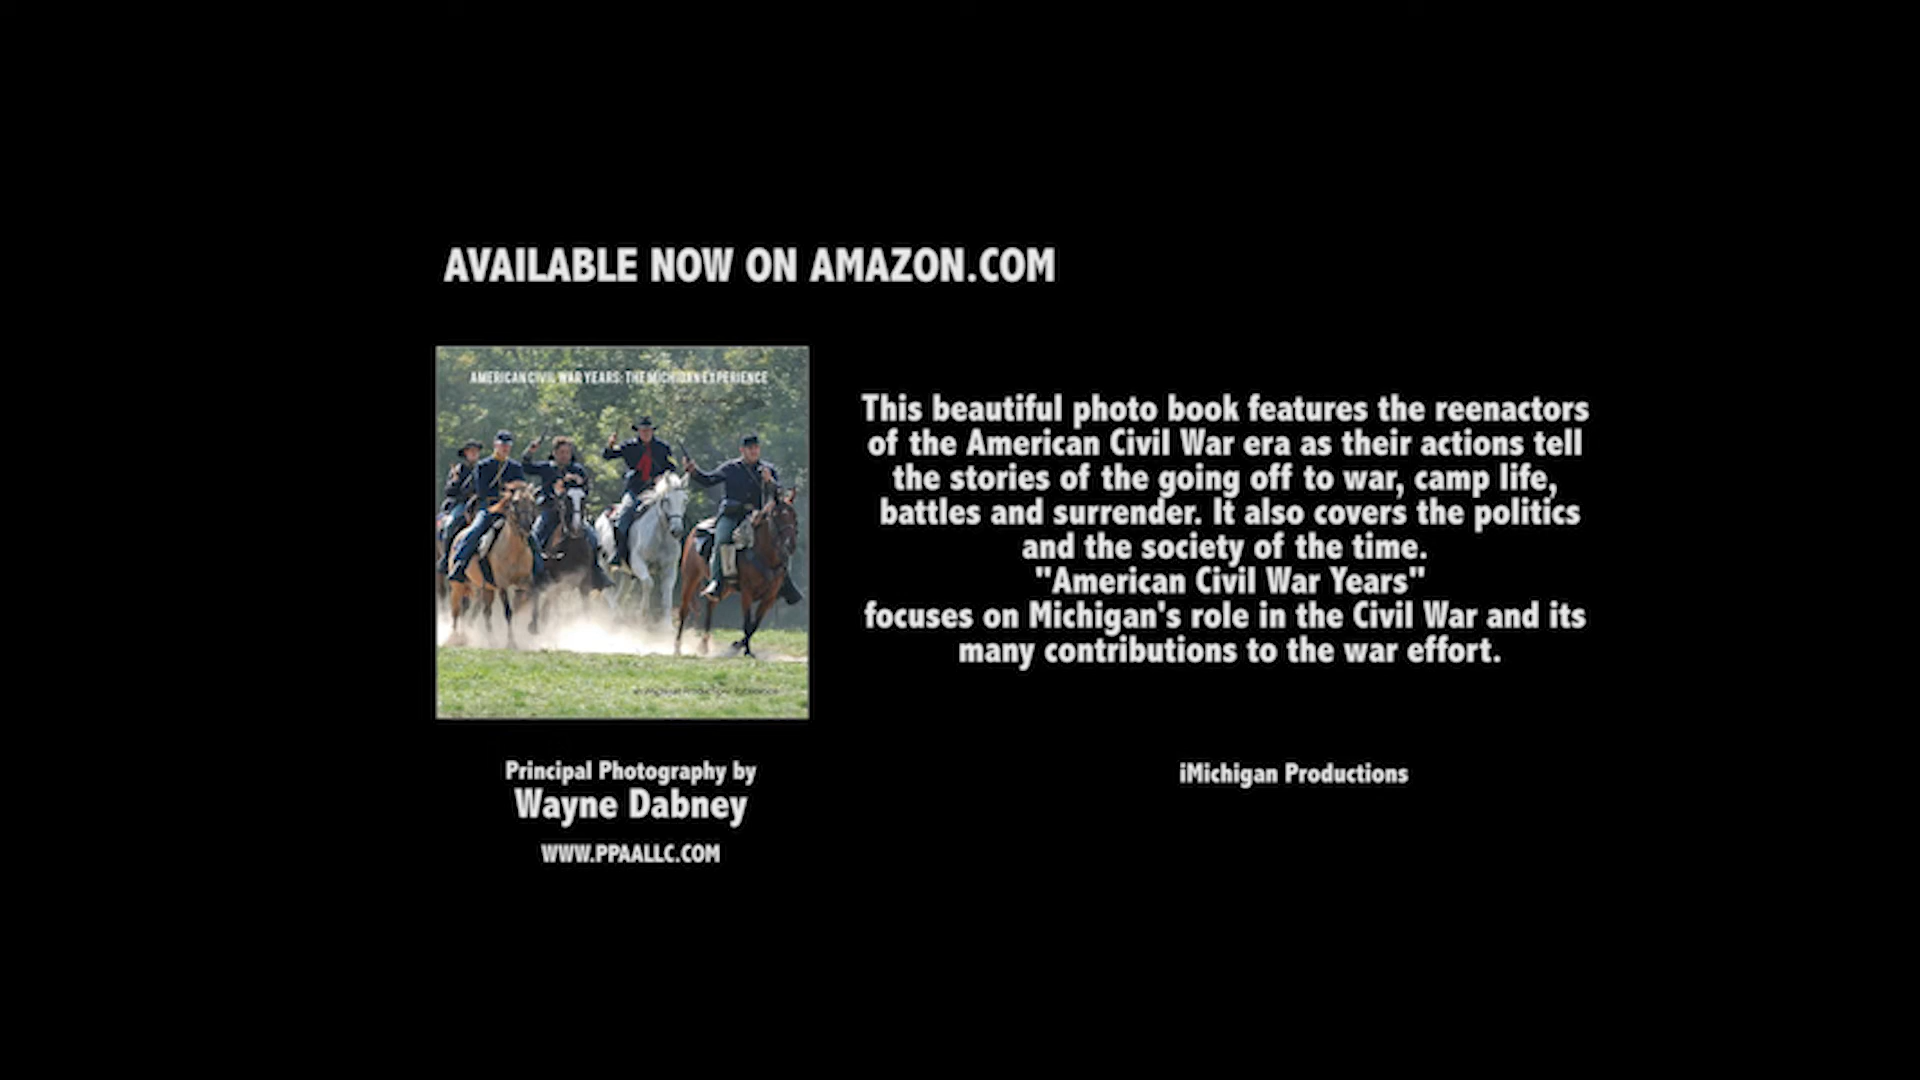 AVAILABLE NOW ON AMAZON.COM
AMERICAN CIVIL WAR YEARS: THE MICHIGAN EXPERIENCE
This beautiful photo book features the reenactors
of the American Civil War era as their actions tell
the stories of the going off to war, camp life,
battles and surrender. It also covers the politics
and the society of the time.
"American Civil War Years"
focuses on Michigan's role in the Civil War and its
many contributions to the war effort.
Principal Photography by
Wayne Dabney
WWW.PPAALLC.COM
iMichigan Productions